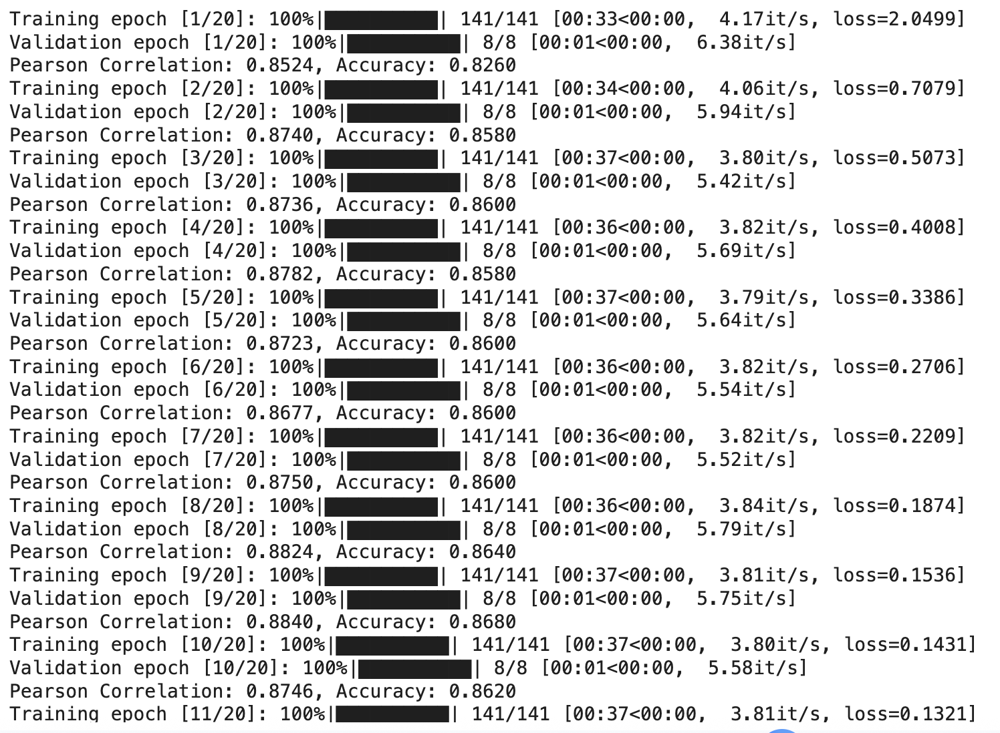 Training epoch [1/20]: 100%|██████████| 141/141 [00:33<00:00,  4.17it/s, loss=2.0499]
Validation epoch [1/20]: 100%|██████████| 8/8 [00:01<00:00,  6.38it/s]
Pearson Correlation: 0.8524, Accuracy: 0.8260
Training epoch [2/20]: 100%|██████████| 141/141 [00:34<00:00,  4.06it/s, loss=0.7079]
Validation epoch [2/20]: 100%|██████████| 8/8 [00:01<00:00,  5.94it/s]
Pearson Correlation: 0.8740, Accuracy: 0.8580
Training epoch [3/20]: 100%|██████████| 141/141 [00:37<00:00,  3.80it/s, loss=0.5073]
Validation epoch [3/20]: 100%|██████████| 8/8 [00:01<00:00,  5.42it/s]
Pearson Correlation: 0.8736, Accuracy: 0.8600
Training epoch [4/20]: 100%|██████████| 141/141 [00:36<00:00,  3.82it/s, loss=0.4008]
Validation epoch [4/20]: 100%|██████████| 8/8 [00:01<00:00,  5.69it/s]
Pearson Correlation: 0.8782, Accuracy: 0.8580
Training epoch [5/20]: 100%|██████████| 141/141 [00:37<00:00,  3.79it/s, loss=0.3386]
Validation epoch [5/20]: 100%|██████████| 8/8 [00:01<00:00,  5.64it/s]
Pearson Correlation: 0.8723, Accuracy: 0.8600
Training epoch [6/20]: 100%|██████████| 141/141 [00:36<00:00,  3.82it/s, loss=0.2706]
Validation epoch [6/20]: 100%|██████████| 8/8 [00:01<00:00,  5.54it/s]
Pearson Correlation: 0.8677, Accuracy: 0.8600
Training epoch [7/20]: 100%|██████████| 141/141 [00:36<00:00,  3.82it/s, loss=0.2209]
Validation epoch [7/20]: 100%|██████████| 8/8 [00:01<00:00,  5.52it/s]
Pearson Correlation: 0.8750, Accuracy: 0.8600
Training epoch [8/20]: 100%|██████████| 141/141 [00:36<00:00,  3.84it/s, loss=0.1874]
Validation epoch [8/20]: 100%|██████████| 8/8 [00:01<00:00,  5.79it/s]
Pearson Correlation: 0.8824, Accuracy: 0.8640
Training epoch [9/20]: 100%|██████████| 141/141 [00:37<00:00,  3.81it/s, loss=0.1536]
Validation epoch [9/20]: 100%|██████████| 8/8 [00:01<00:00,  5.75it/s]
Pearson Correlation: 0.8840, Accuracy: 0.8680
Training epoch [10/20]: 100%|██████████| 141/141 [00:37<00:00,  3.80it/s, loss=0.1431]
Validation epoch [10/20]: 100%|██████████| 8/8 [00:01<00:00,  5.58it/s]
Pearson Correlation: 0.8746, Accuracy: 0.8620
Training epoch [11/20]: 100%|██████████| 141/141 [00:37<00:00,  3.81it/s, loss=0.1321]